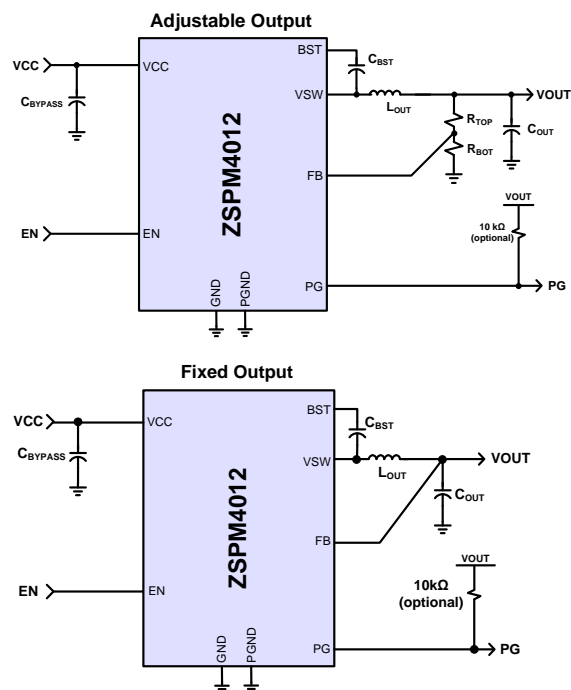 Adjustable Output
BST
CBST
VCC
VCC
CBYPASS
VSW
LOUT
VOUT
RTOP
COUT
RBOT
FB
ZSPM4012
VOUT
10 kΩ
(optional)
EN
EN
GND
PGND
PG
PG
Fixed Output
BST
CBST
VCC
VCC
CBYPASS
VSW
LOUT
VOUT
COUT
FB
ZSPM4012
VOUT
10kΩ
(optional)
EN
EN
GND
PGND
PG
PG